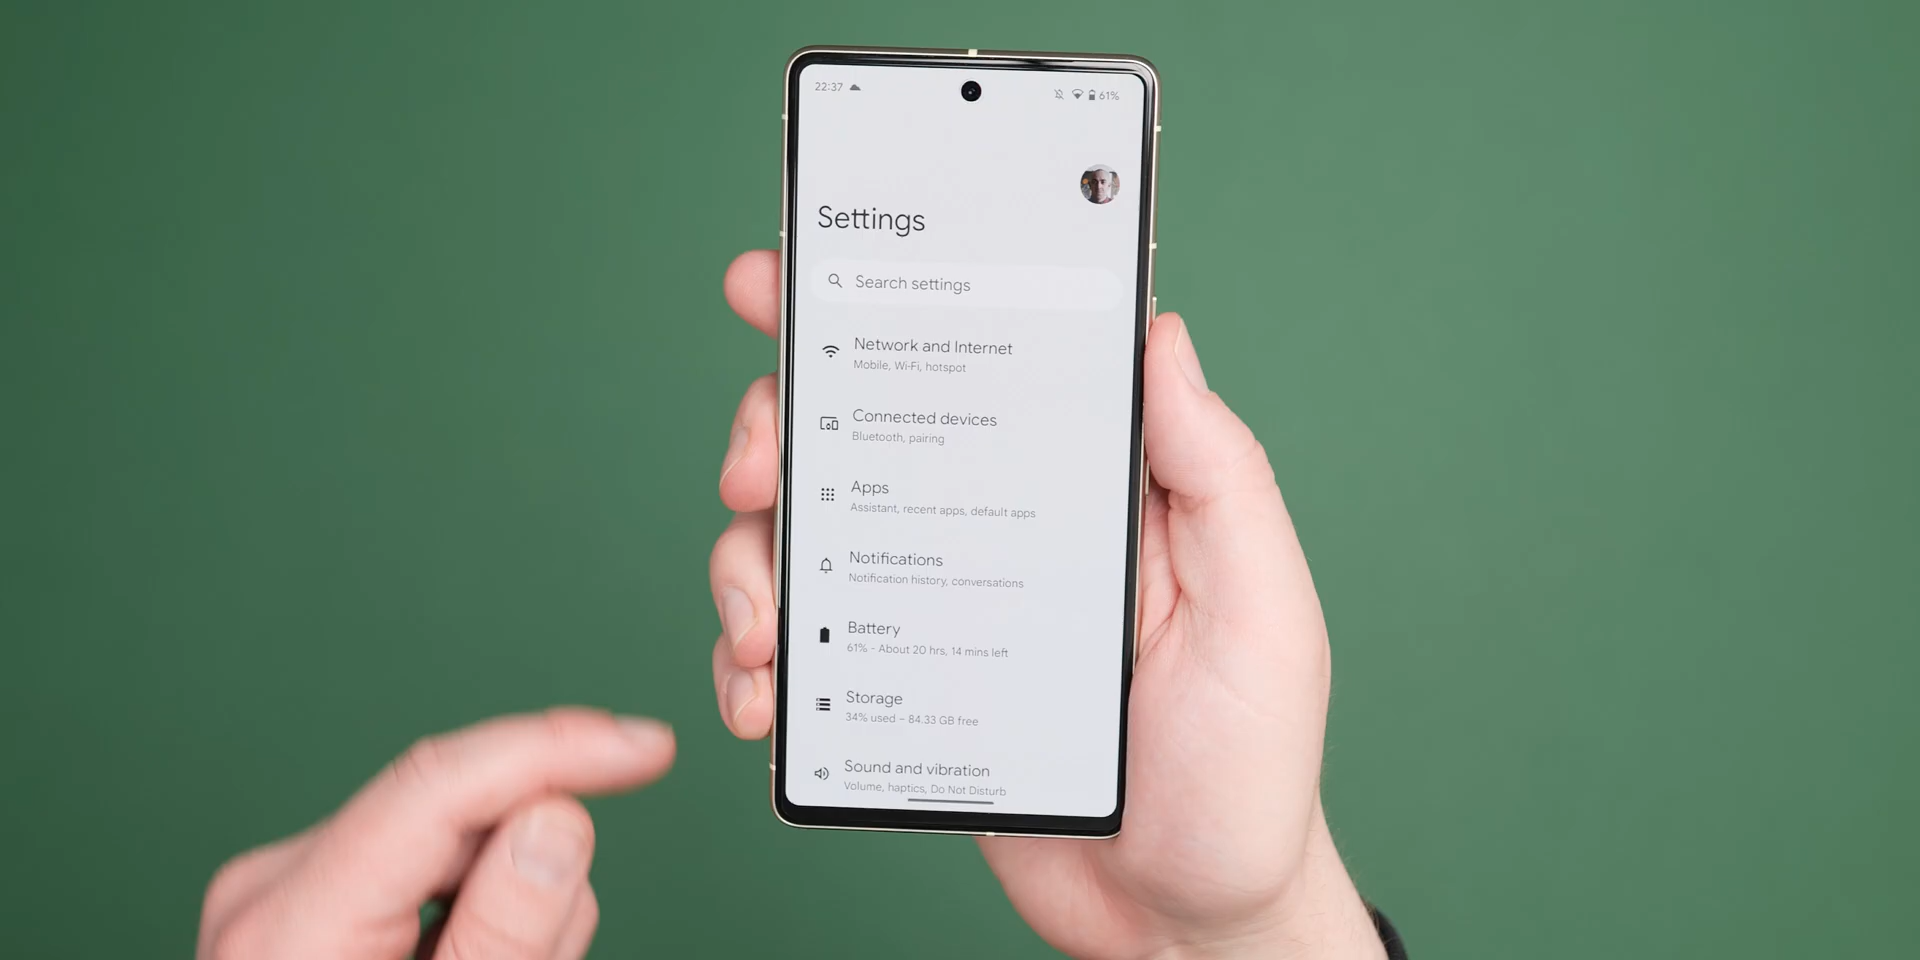 22:37
61%
Settings
Search settings
Network and Internet
Mobile, Wi-Fi, hotspot
Connected devices
Bluetooth, pairing
Apps
Assistant, recent apps, default apps
Notifications
Notification history, conversations
Battery
61% - About 20 hrs, 14 mins left
Storage
34% used – 84.33 GB free
Sound and vibration
Volume, haptics, Do Not Disturb